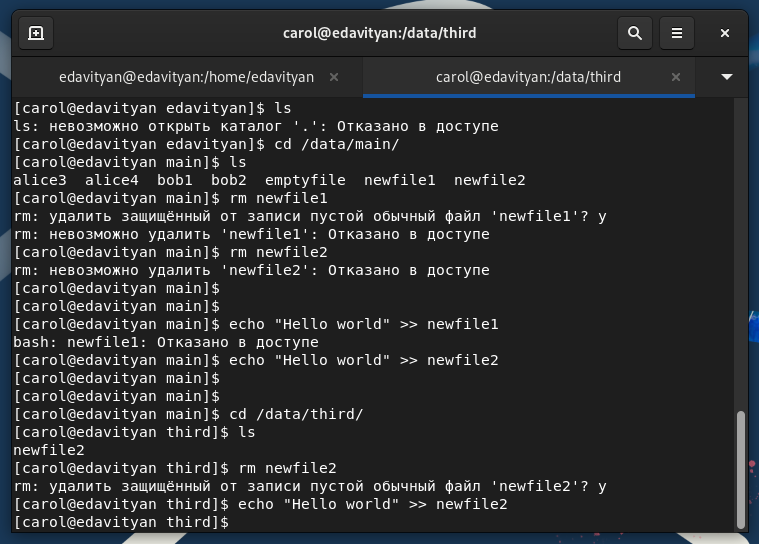 carol@edavityan:/data/third
edavityan@edavityan:/home/edavityan
carol@edavityan:/data/third
[carol@edavityan edavityan]$ ls
ls: невозможно открыть каталог '.': Отказано в доступе
[carol@edavityan edavityan]$ cd /data/main/
[carol@edavityan main]$ ls
alice3  alice4  bob1  bob2  emptyfile  newfile1  newfile2
[carol@edavityan main]$ rm newfile1
rm: удалить защищённый от записи пустой обычный файл 'newfile1'? y
rm: невозможно удалить 'newfile1': Отказано в доступе
[carol@edavityan main]$ rm newfile2
rm: невозможно удалить 'newfile2': Отказано в доступе
[carol@edavityan main]$
[carol@edavityan main]$
[carol@edavityan main]$ echo "Hello world" >> newfile1
bash: newfile1: Отказано в доступе
[carol@edavityan main]$ echo "Hello world" >> newfile2
[carol@edavityan main]$
[carol@edavityan main]$
[carol@edavityan main]$ cd /data/third/
[carol@edavityan third]$ ls
newfile2
[carol@edavityan third]$ rm newfile2
rm: удалить защищённый от записи пустой обычный файл 'newfile2'? y
[carol@edavityan third]$ echo "Hello world" >> newfile2
[carol@edavityan third]$